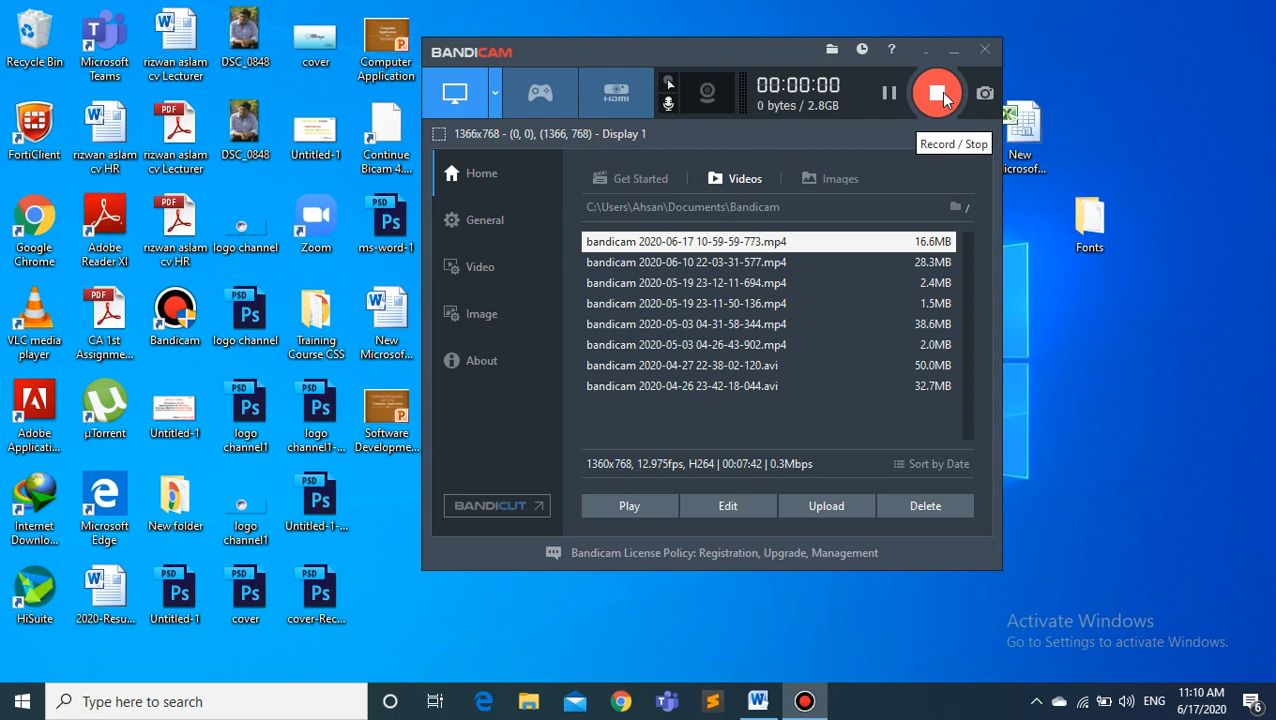 Recycle Bin
Microsoft
Teams
rizwan aslam
cv Lecturer
DSC_0848
cover
Computer
Application
FortiClient
rizwan aslam
cv HR
rizwan aslam
cv Lecturer
DSC_0848
Untitled-1
Continue
Bicam 4....
Google
Chrome
Adobe
Reader XI
rizwan aslam
cv HR
logo channel
Zoom
ms-word-1
VLC media
player
CA 1st
Assignme...
Bandicam
logo channel
Training
Course CSS
New
Microsof...
Adobe
Applicati...
µTorrent
Untitled-1
logo
channel1
logo
channel1-...
Software
Developme...
Internet
Downlo...
Microsoft
Edge
New folder
logo
channel1
Untitled-1-...
HiSuite
2020-Resu...
Untitled-1
cover
cover-Rec...
BANDICAM
HDMI
00:00:00
0 bytes / 2.8GB
1366x768 - (0, 0), (1366, 768) - Display 1
Record / Stop
Home
General
Video
Image
About
BANDICUT
Get Started
Videos
Images
C:\Users\Ahsan\Documents\Bandicam
/
bandicam 2020-06-17 10-59-59-773.mp4 16.6MB
bandicam 2020-06-10 22-03-31-577.mp4 28.3MB
bandicam 2020-05-19 23-12-11-694.mp4 2.4MB
bandicam 2020-05-19 23-11-50-136.mp4 1.5MB
bandicam 2020-05-03 04-31-58-344.mp4 38.6MB
bandicam 2020-05-03 04-26-43-902.mp4 2.0MB
bandicam 2020-04-27 22-38-02-120.avi 50.0MB
bandicam 2020-04-26 23-42-18-044.avi 32.7MB
1360x768, 12.975fps, H264 | 00:07:42 | 0.3Mbps
Sort by Date
Play
Edit
Upload
Delete
Bandicam License Policy: Registration, Upgrade, Management
New
icrosof...
Fonts
Activate Windows
Go to Settings to activate Windows.
Type here to search
ENG
11:10 AM
6/17/2020
6